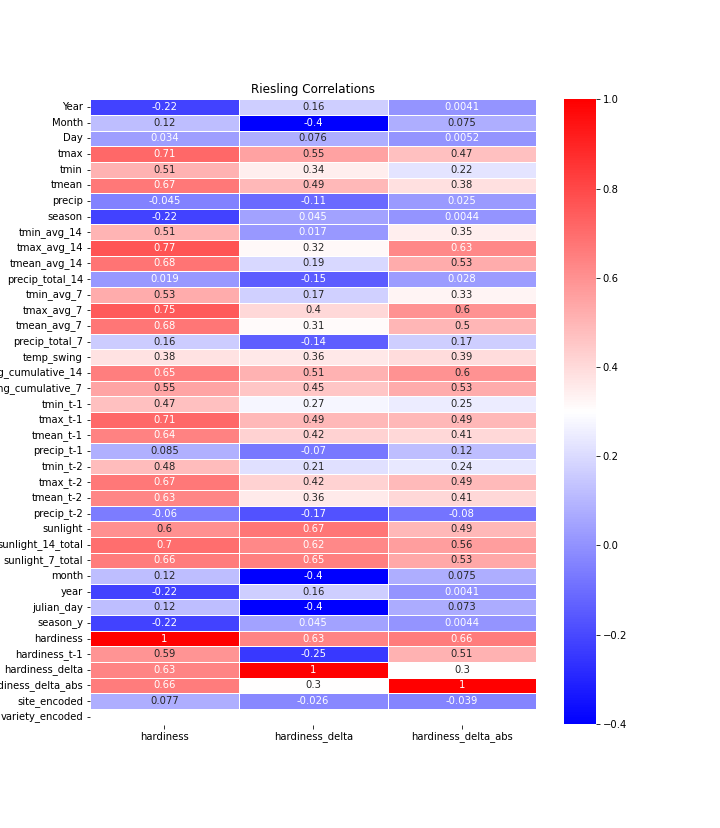 Riesling Correlations
Year -0.22 0.16 0.0041
Month 0.12 -0.4 0.075
Day 0.034 0.076 0.0052
tmax 0.71 0.55 0.47
tmin 0.51 0.34 0.22
tmean 0.67 0.49 0.38
precip -0.045 -0.11 0.025
season -0.22 0.045 0.0044
tmin_avg_14 0.51 0.017 0.35
tmax_avg_14 0.77 0.32 0.63
tmean_avg_14 0.68 0.19 0.53
precip_total_14 0.019 -0.15 0.028
tmin_avg_7 0.53 0.17 0.33
tmax_avg_7 0.75 0.4 0.6
tmean_avg_7 0.68 0.31 0.5
precip_total_7 0.16 -0.14 0.17
temp_swing 0.38 0.36 0.39
g_cumulative_14 0.65 0.51 0.6
ng_cumulative_7 0.55 0.45 0.53
tmin_t-1 0.47 0.27 0.25
tmax_t-1 0.71 0.49 0.49
tmean_t-1 0.64 0.42 0.41
precip_t-1 0.085 -0.07 0.12
tmin_t-2 0.48 0.21 0.24
tmax_t-2 0.67 0.42 0.49
tmean_t-2 0.63 0.36 0.41
precip_t-2 -0.06 -0.17 -0.08
sunlight 0.6 0.67 0.49
sunlight_14_total 0.7 0.62 0.56
sunlight_7_total 0.66 0.65 0.53
month 0.12 -0.4 0.075
year -0.22 0.16 0.0041
julian_day 0.12 -0.4 0.073
season_y -0.22 0.045 0.0044
hardiness 1 0.63 0.66
hardiness_t-1 0.59 -0.25 0.51
hardiness_delta 0.63 1 0.3
diness_delta_abs 0.66 0.3 1
site_encoded 0.077 -0.026 -0.039
variety_encoded
hardiness hardiness_delta hardiness_delta_abs
1.0
0.8
0.6
0.4
0.2
0.0
−0.2
−0.4